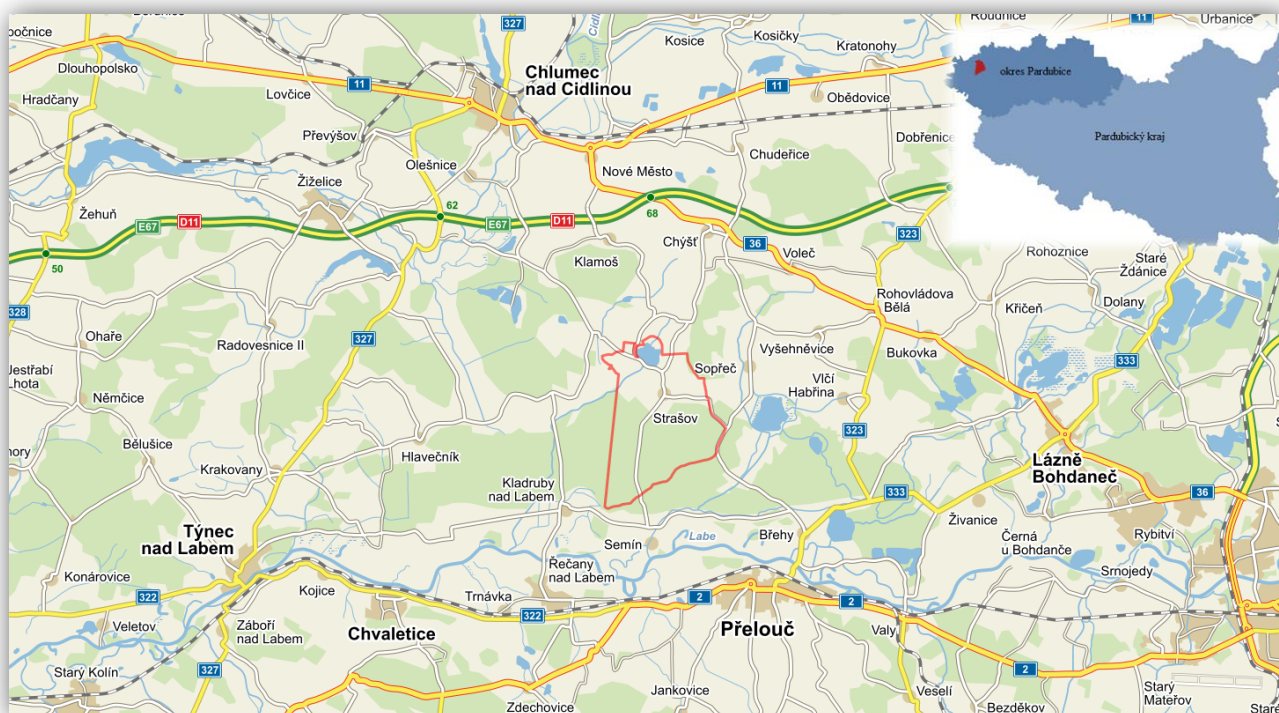 327
Cidlina
Kosice
Kosičky
Kratonohy
Roudnice
11
Urbanice
Dlouhopolsko
Hradčany
11
Lovčice
Chlumec
nad Cidlinou
11
Obědovice
okres Pardubice
Pardubický kraj
Převýšov
Olešnice
Dobřenice
Chudeřice
Nové Město
Žiželice
Žehuň
E67
D11
62
E67
D11
68
50
Chýšť
36
Voleč
323
Rohoznice
Staré
Ždánice
Klamoš
328
Rohovládova
Bělá
Křičeň
Dolany
Ohaře
Radovesnice II
327
Vyšehněvice
Bukovka
333
Sopřeč
Jestřabí
Lhota
Němčice
Vlčí
Habřina
Strašov
323
Bělušice
Hlavečník
Krakovany
Lázně
Bohdaneč
Kladruby
nad Labem
333
36
Živanice
Týnec
nad Labem
Semín
Labe
Břehy
Černá
u Bohdanče
Rybitví
Řečany
nad Labem
Srnojedy
Konárovice
322
Kojice
Trnávka
322
2
2
Veletov
Záboří
nad Labem
Chvaletice
Přelouč
Valy
327
2
Starý Kolín
Jankovice
Veselí
Starý
Mateřov
Zdechovice
Bezděkov
Staré